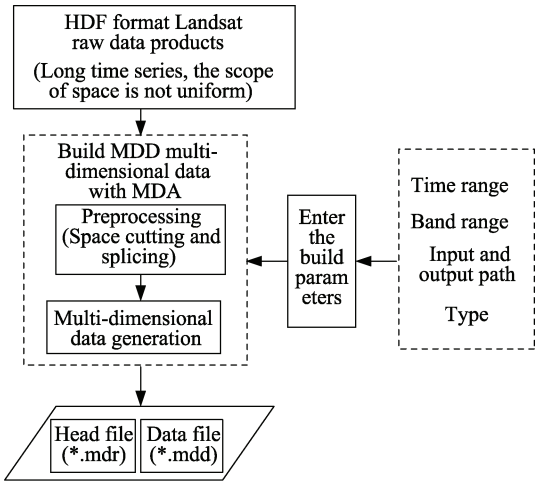 HDF format Landsat
raw data products
(Long time series, the scope
of space is not uniform)
Build MDD multi-
dimensional data
with MDA
Preprocessing
(Space cutting and
splicing)
Multi-dimensional
data generation
Enter
the
build
param
eters
Time range
Band range
Input and
output path
Type
Head file
(*.mdr)
Data file
(*.mdd)